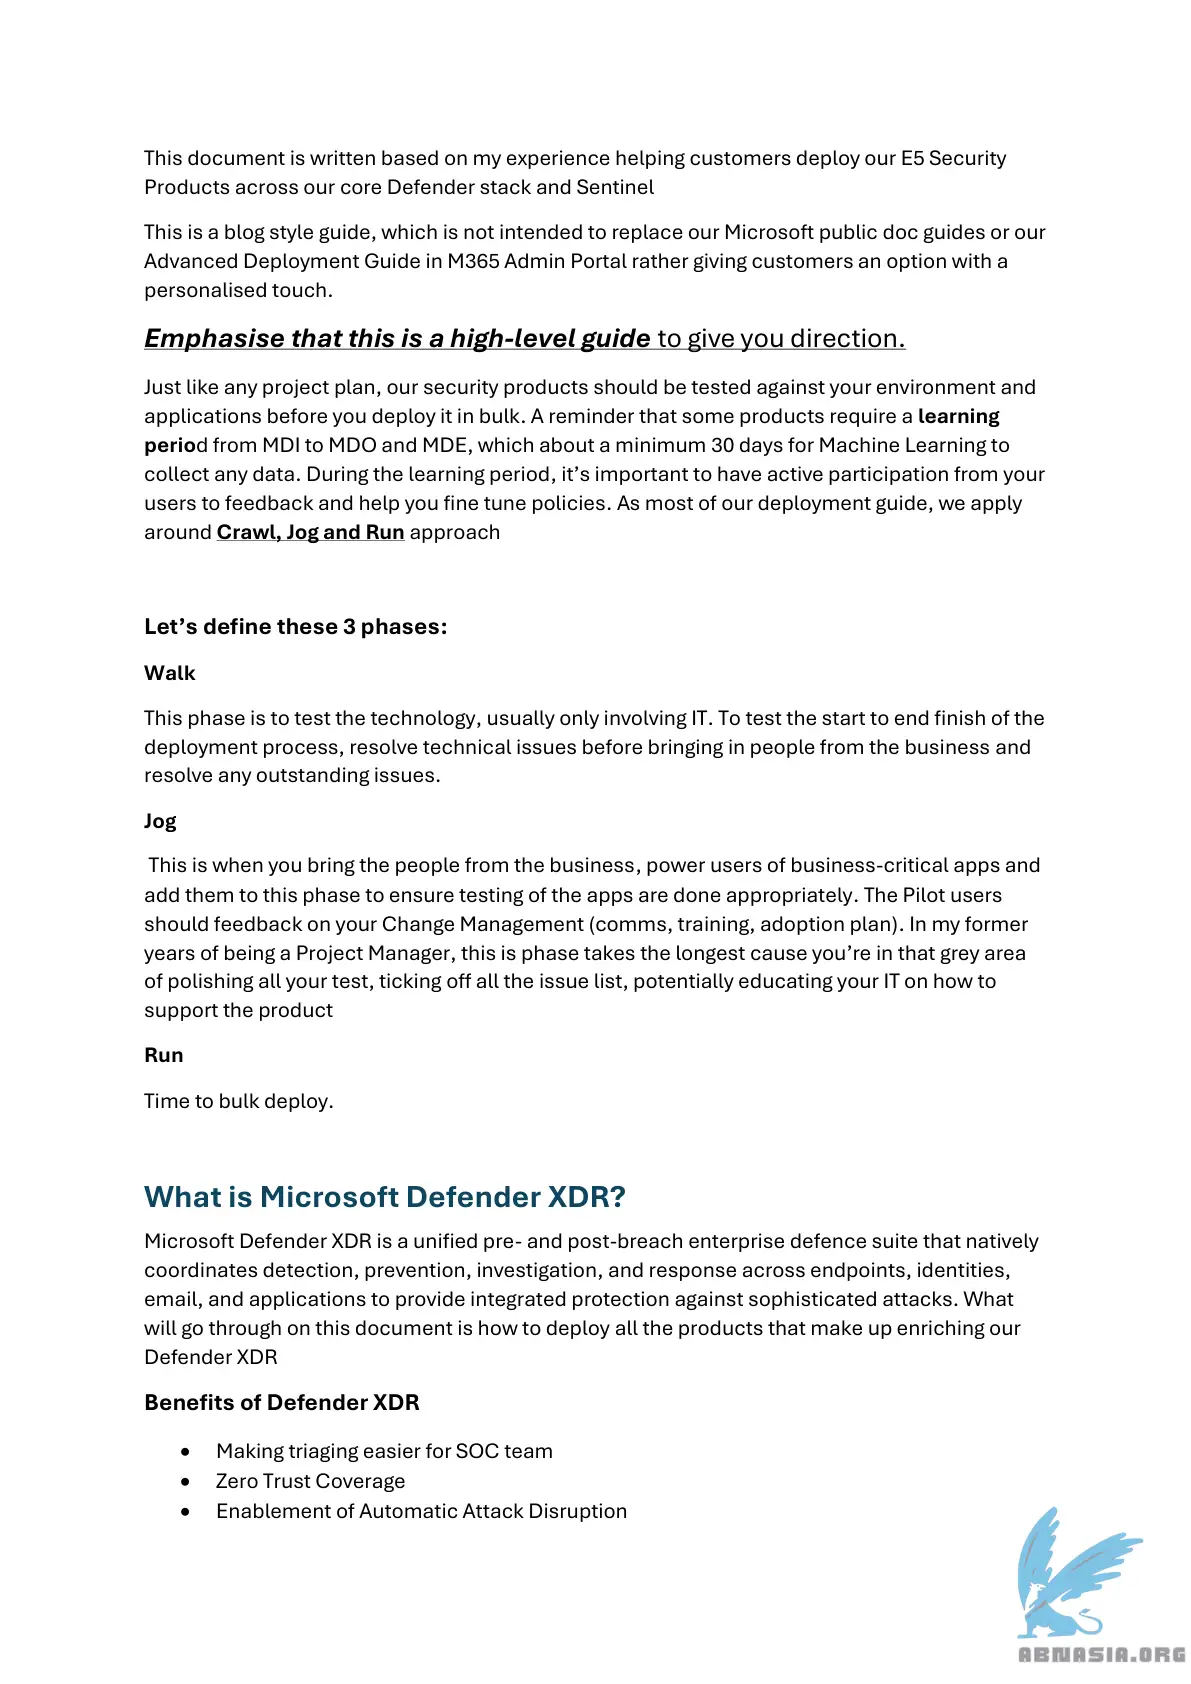 This document is written based on my experience helping customers deploy our E5 Security
Products across our core Defender stack and Sentinel
This is a blog style guide, which is not intended to replace our Microsoft public doc guides or our
Advanced Deployment Guide in M365 Admin Portal rather giving customers an option with a
personalised touch.
Emphasise that this is a high-level guide to give you direction.
Just like any project plan, our security products should be tested against your environment and
applications before you deploy it in bulk. A reminder that some products require a learning
period from MDI to MDO and MDE, which about a minimum 30 days for Machine Learning to
collect any data. During the learning period, it’s important to have active participation from your
users to feedback and help you fine tune policies. As most of our deployment guide, we apply
around Crawl, Jog and Run approach
Let’s define these 3 phases:
Walk
This phase is to test the technology, usually only involving IT. To test the start to end finish of the
deployment process, resolve technical issues before bringing in people from the business and
resolve any outstanding issues.
Jog
This is when you bring the people from the business, power users of business-critical apps and
add them to this phase to ensure testing of the apps are done appropriately. The Pilot users
should feedback on your Change Management (comms, training, adoption plan). In my former
years of being a Project Manager, this is phase takes the longest cause you’re in that grey area
of polishing all your test, ticking off all the issue list, potentially educating your IT on how to
support the product
Run
Time to bulk deploy.
What is Microsoft Defender XDR?
Microsoft Defender XDR is a unified pre- and post-breach enterprise defence suite that natively
coordinates detection, prevention, investigation, and response across endpoints, identities,
email, and applications to provide integrated protection against sophisticated attacks. What
will go through on this document is how to deploy all the products that make up enriching our
Defender XDR
Benefits of Defender XDR
• Making triaging easier for SOC team
• Zero Trust Coverage
• Enablement of Automatic Attack Disruption
ABNASIA.ORG